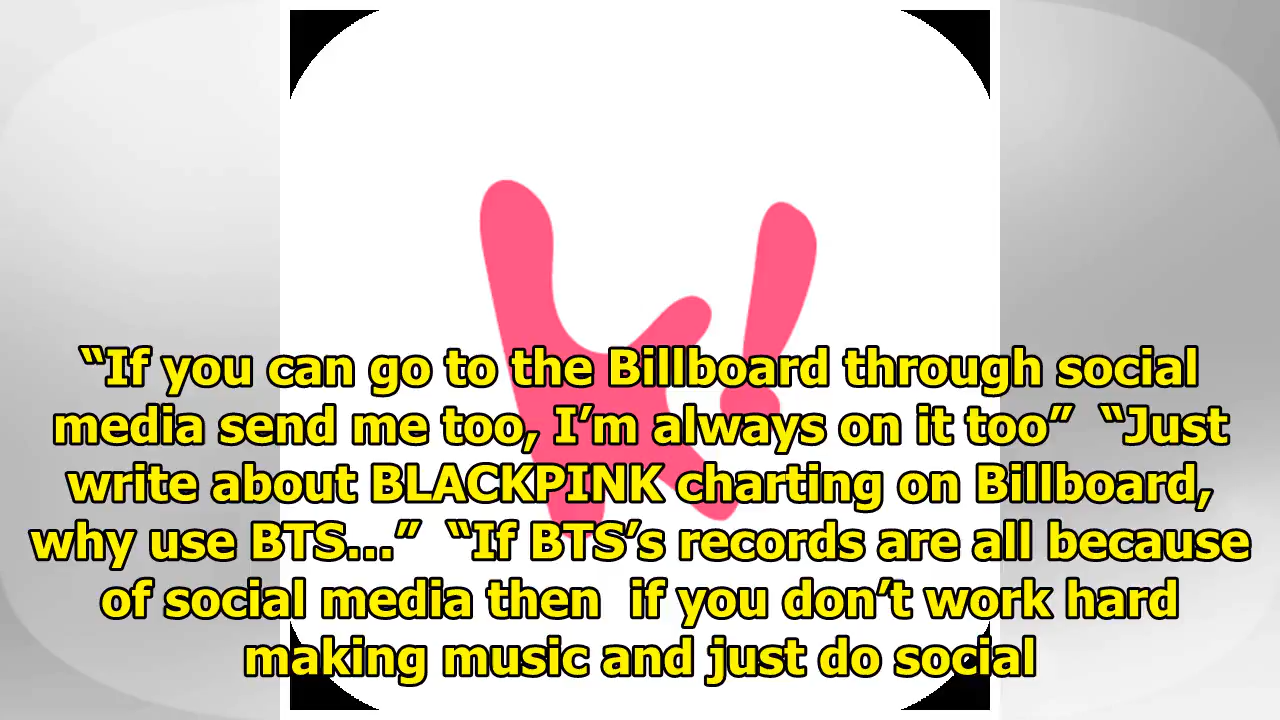 “If you can go to the Billboard through social
media send me too, I’m always on it too”  “Just
write about BLACKPINK charting on Billboard,
why use BTS…”  “If BTS’s records are all because
of social media then  if you don’t work hard
making music and just do social